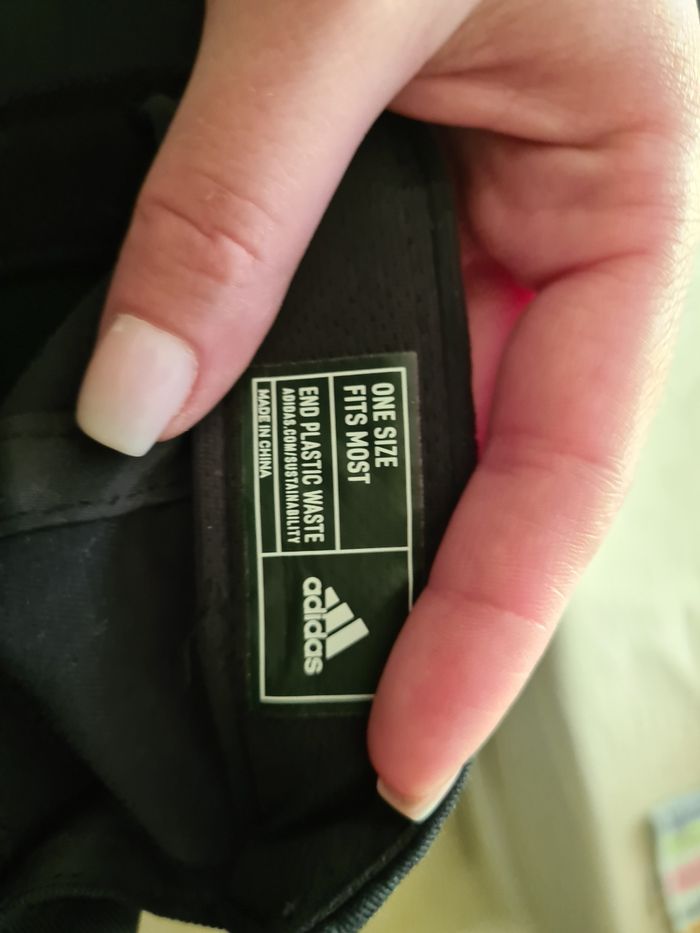 ONE SIZE
FITS MOST
END PLASTIC WASTE
ADIDAS.COM/SUSTAINABILITY
MADE IN CHINA
adidas